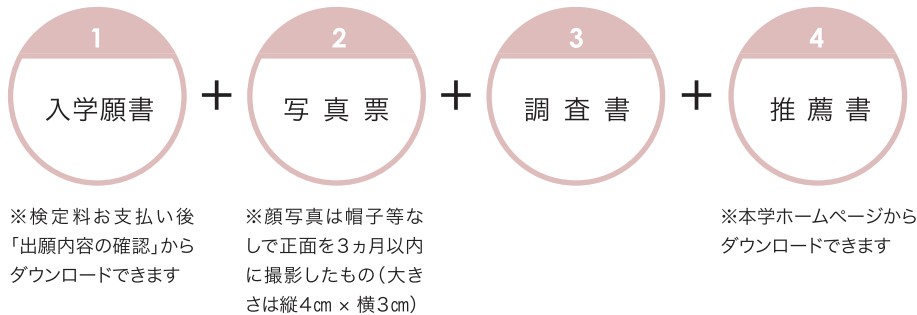 1
入学願書
※検定料お支払い後
「出願内容の確認」から
ダウンロードできます
+
2
写真票
※顔写真は帽子等な
しで正面を3ヵ月以内
に撮影したもの(大き
さは縦4㎝×横3㎝)
+
3
調査書
+
4
推薦書
※本学ホームページから
ダウンロードできます